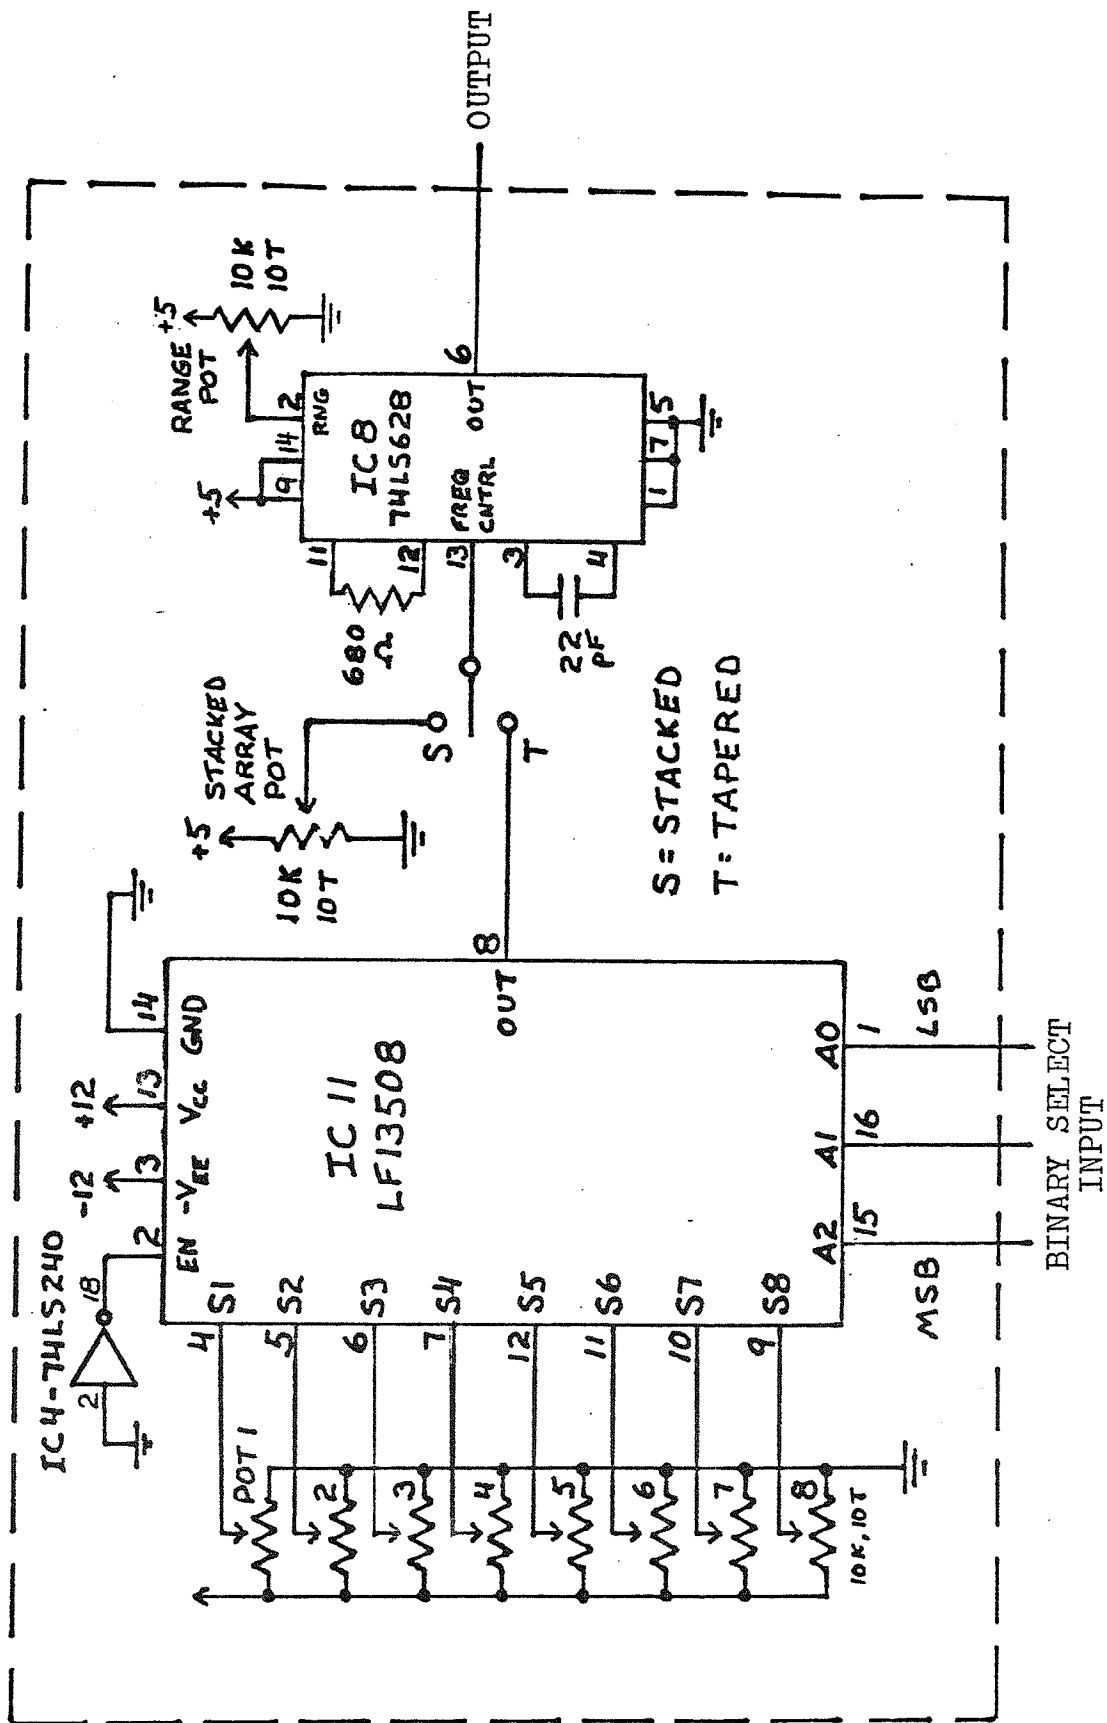 IC4-74LS240
2
18
-12
+12
2
3
13
14
EN
-VEE
VCC
GND
IC 11
LF13508
4
S1
5
S2
6
S3
7
S4
12
S5
11
S6
10
S7
9
S8
POT 1
2
3
4
5
6
7
8
10K, 10T
OUT
8
A2
A1
A0
15
16
1
MSB
LSB
BINARY SELECT
INPUT
+5
STACKED
ARRAY
POT
10K
10T
S
T
S = STACKED
T = TAPERED
680
Ω
22
pF
11
12
13
3
4
+5
9
14
2
RNG
RANGE
POT
+5
10K
10T
IC 8
74LS628
FREQ
CNTRL
OUT
6
1
7
5
OUTPUT